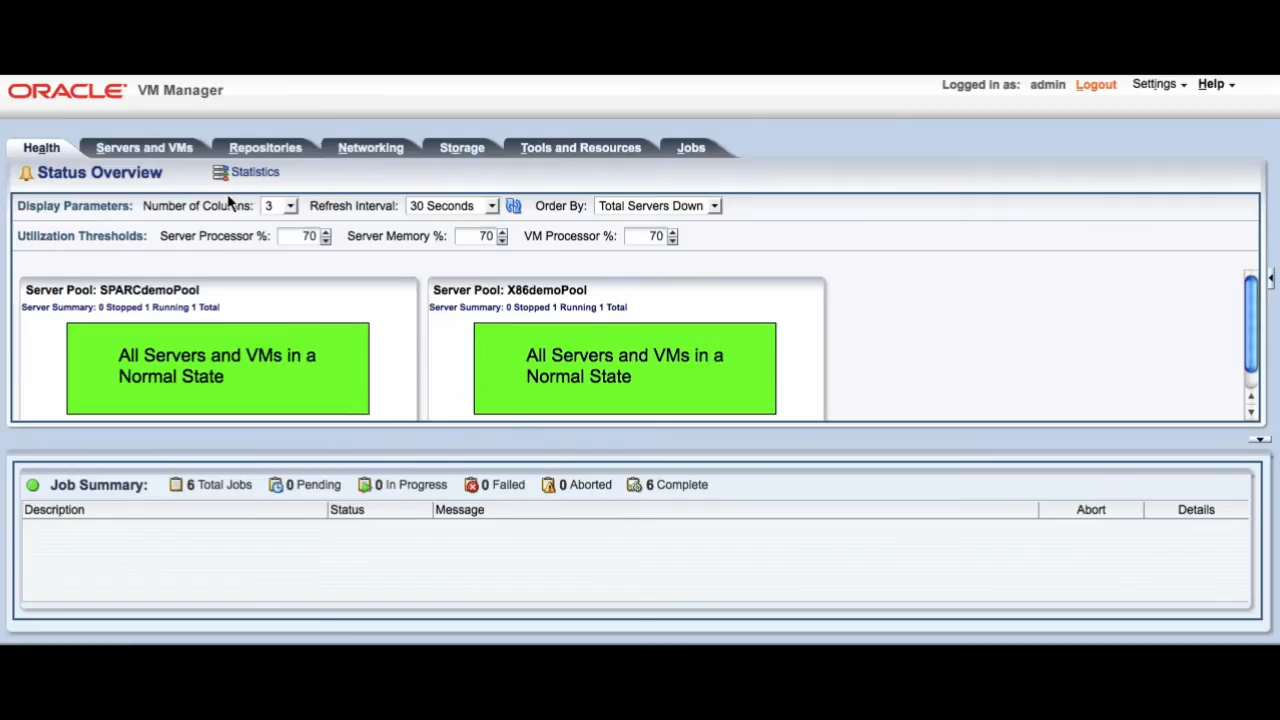 ORACLE VM Manager
Logged in as: admin Logout Settings Help
Health Servers and VMs Repositories Networking Storage Tools and Resources Jobs
Status Overview Statistics
Display Parameters: Number of Columns: 3 Refresh Interval: 30 Seconds Order By: Total Servers Down
Utilization Thresholds: Server Processor %: 70 Server Memory %: 70 VM Processor %: 70
Server Pool: SPARCdemoPool
Server Summary: 0 Stopped 1 Running 1 Total
All Servers and VMs in a
Normal State
Server Pool: X86demoPool
Server Summary: 0 Stopped 1 Running 1 Total
All Servers and VMs in a
Normal State
Job Summary: 6 Total Jobs 0 Pending 0 In Progress 0 Failed 0 Aborted 6 Complete
Description Status Message Abort Details